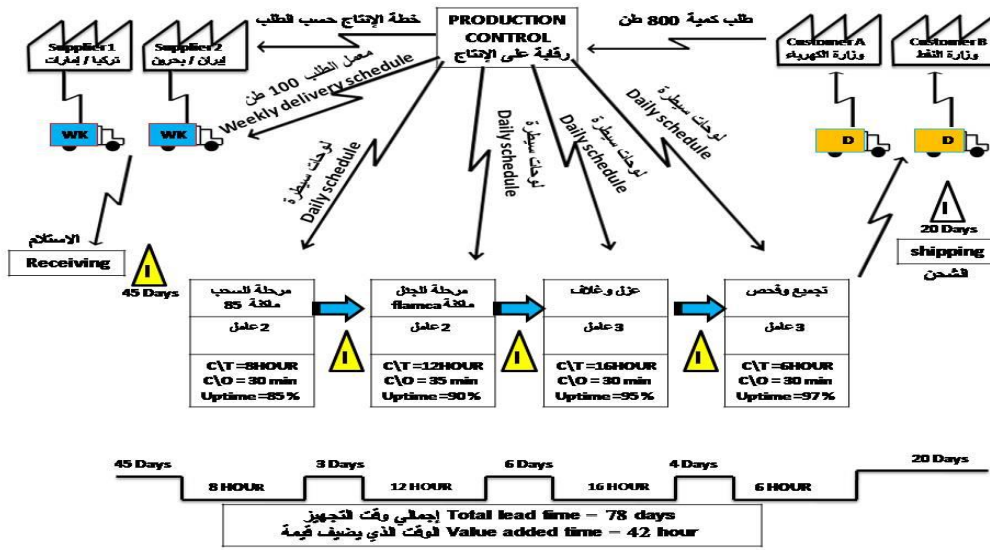 Supplier 1
تركيا / إمارات
Supplier 2
إيران / بحرين
خطة الإنتاج حسب الطلب
PRODUCTION
CONTROL
رقابة على الإنتاج
طلب كمية 800 طن
Customer A
وزارة الكهرباء
Customer B
وزارة النفط
معمل الطلب 100 طن
Weekly delivery schedule
WK
WK
لوحات سيطرة
Daily schedule
لوحات سيطرة
Daily schedule
لوحات سيطرة
Daily schedule
لوحات سيطرة
Daily schedule
D
D
الاستلام
Receiving
I
45 Days
I
20 Days
shipping
الشحن
مرحلة للسحب
ماكنة 85
2 عامل
C\T =8HOUR
C\O = 30 min
Uptime =85 %
I
مرحلة للجدل
ماكنة flamca
2 عامل
C\T =12HOUR
C\O = 35 min
Uptime =90 %
I
عزل وغلاف
3 عامل
C\T =16HOUR
C\O = 30 min
Uptime =95 %
I
تجميع وفحص
3 عامل
C\T =6HOUR
C\O = 30 min
Uptime =97 %
45 Days
3 Days
6 Days
4 Days
20 Days
8 HOUR
12 HOUR
16 HOUR
6 HOUR
إجمالي وقت التجهيز Total lead time = 78 days
الوقت الذي يضيف قيمة Value added time = 42 hour